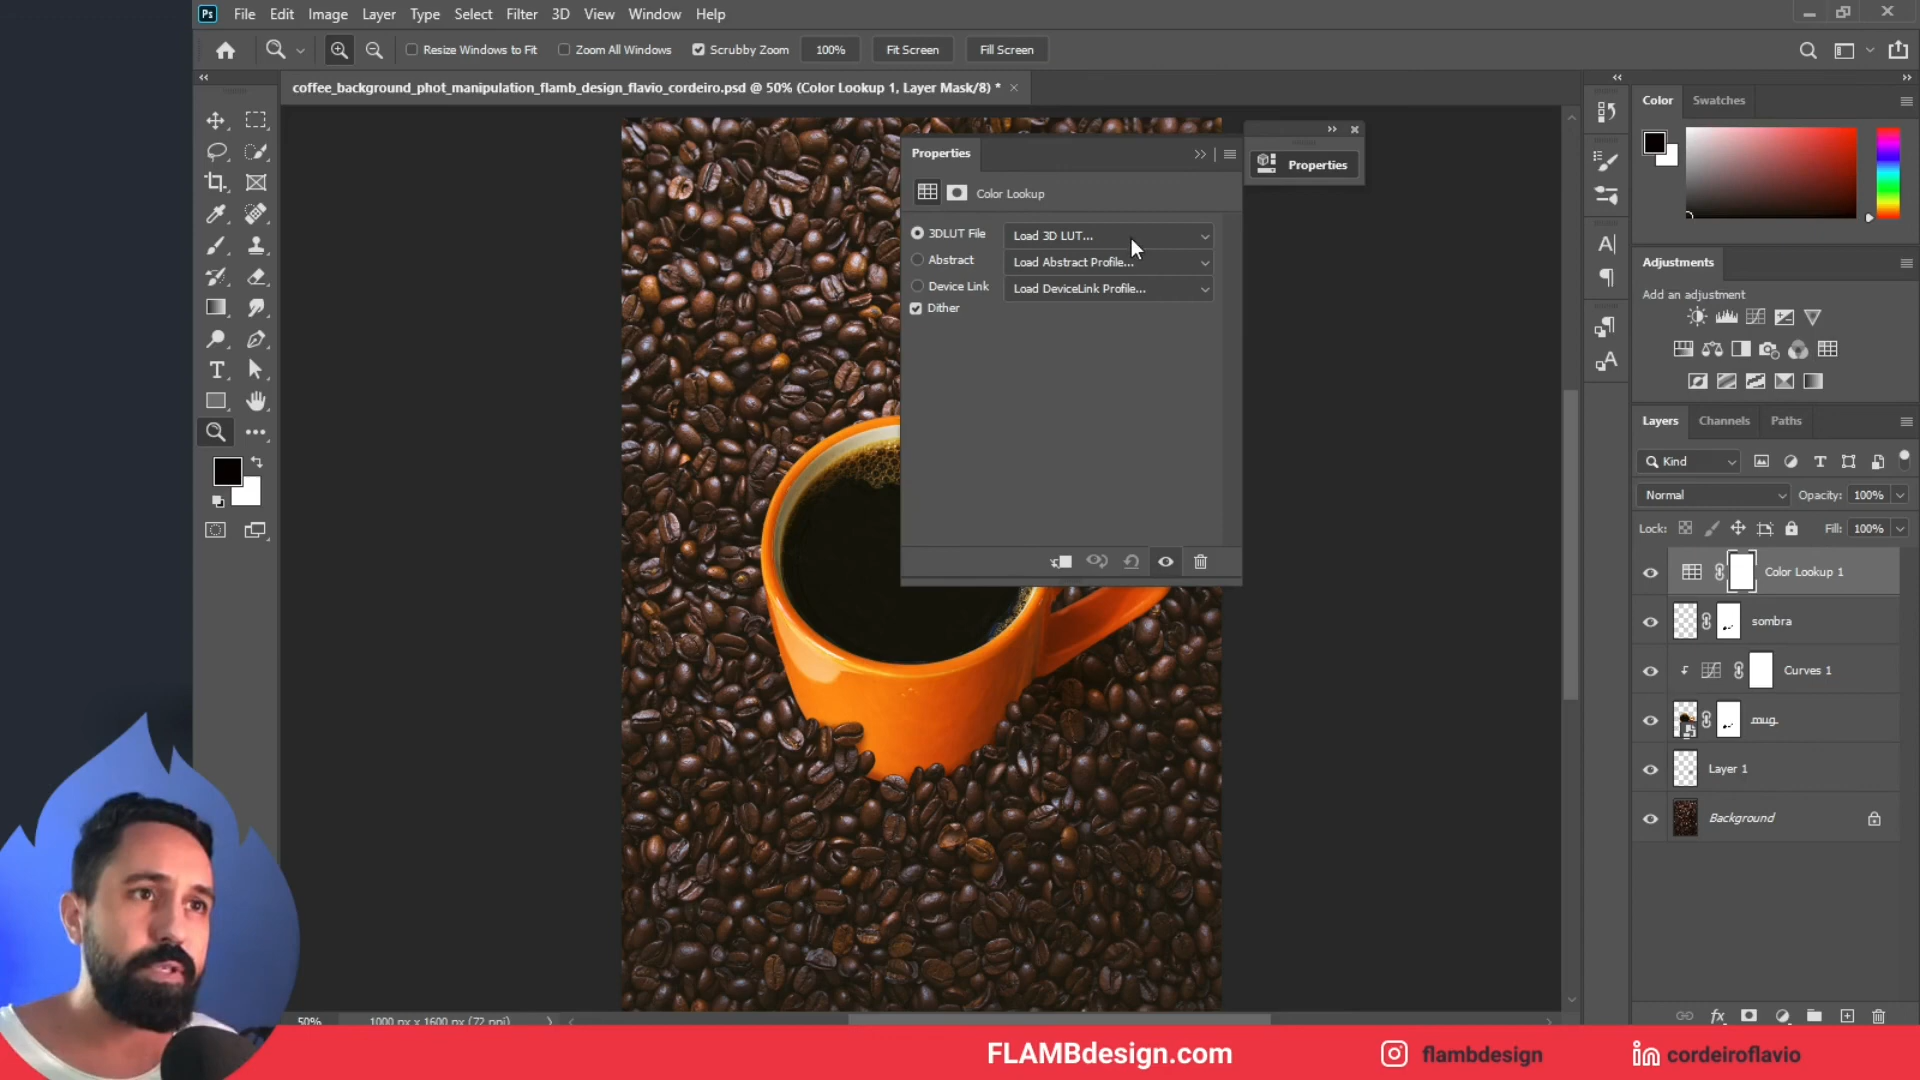 Ps File Edit Image Layer Type Select Filter 3D View Window Help
Resize Windows to Fit Zoom All Windows Scrubby Zoom 100% Fit Screen Fill Screen
coffee_background_phot_manipulation_flamb_design_flavio_cordeiro.psd @ 50% (Color Lookup 1, Layer Mask/8) *
Color Swatches
Properties
Properties
Color Lookup
3DLUT File Load 3D LUT...
Abstract Load Abstract Profile...
Device Link Load DeviceLink Profile...
Dither
Adjustments
Add an adjustment
Layers Channels Paths
Kind
Normal Opacity: 100%
Lock: Fill: 100%
Color Lookup 1
sombra
Curves 1
mug
Layer 1
Background
50% 1000 px x 1600 px (72 ppi)
FLAMBdesign.com flambdesign in cordeiroflavio